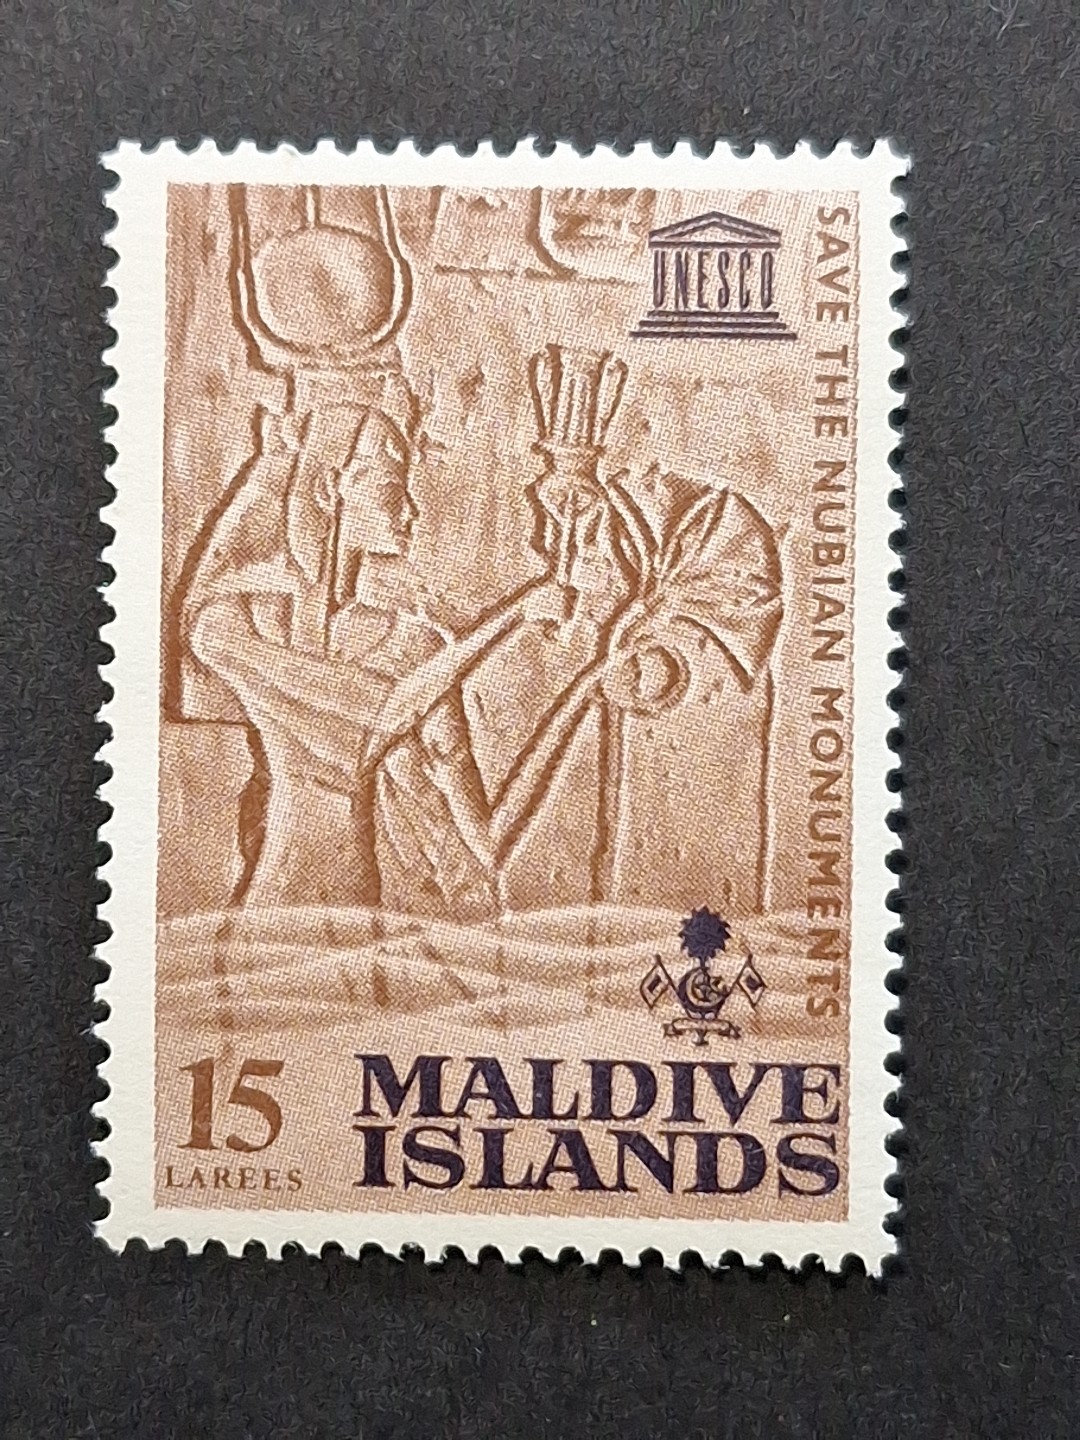 UNESCO
SAVE THE NUBIAN MONUMENTS
15
LAREES
MALDIVE
ISLANDS